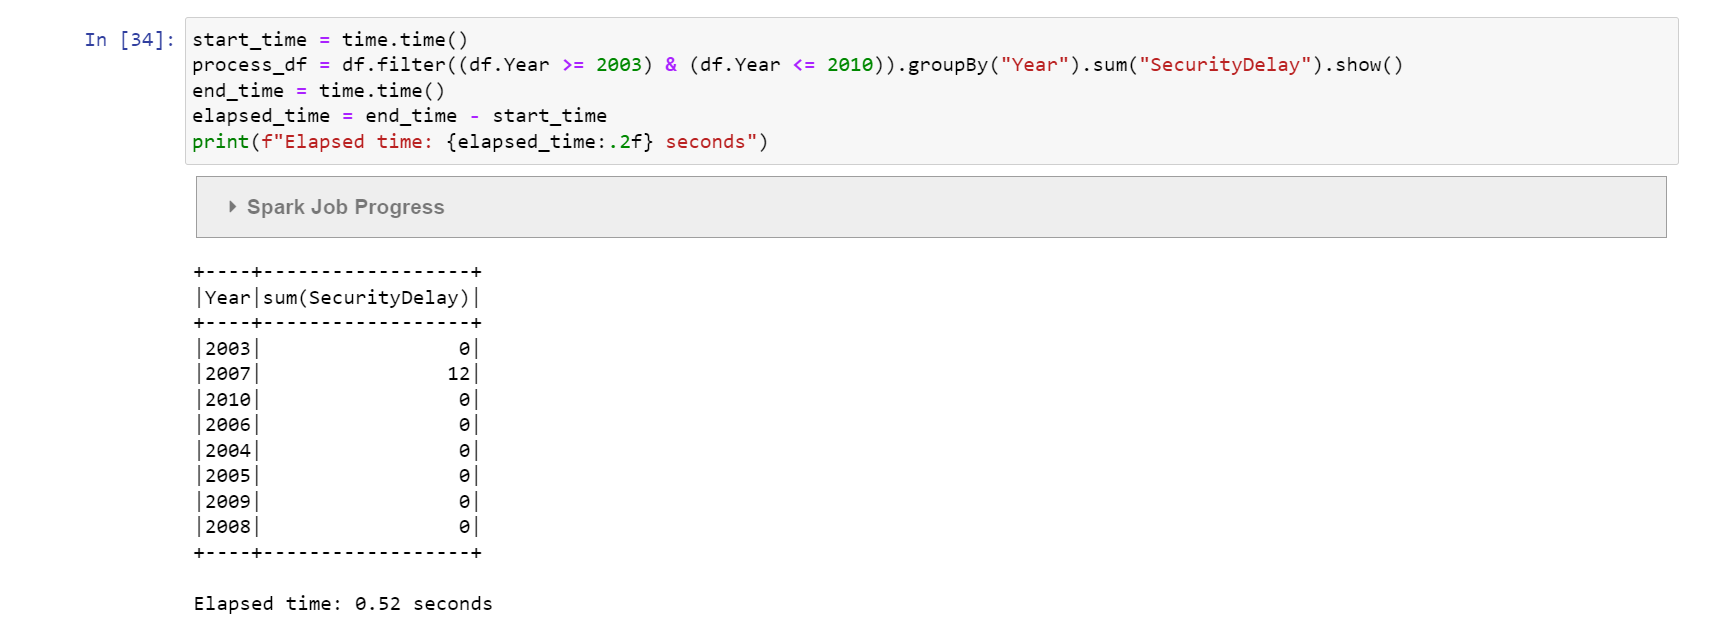 In [34]: start_time = time.time()
process_df = df.filter((df.Year >= 2003) & (df.Year <= 2010)).groupBy("Year").sum("SecurityDelay").show()
end_time = time.time()
elapsed_time = end_time - start_time
print(f"Elapsed time: {elapsed_time:.2f} seconds")
Spark Job Progress
+----+------------------+
|Year|sum(SecurityDelay)|
+----+------------------+
|2003|                 0|
|2007|                12|
|2010|                 0|
|2006|                 0|
|2004|                 0|
|2005|                 0|
|2009|                 0|
|2008|                 0|
+----+------------------+
Elapsed time: 0.52 seconds